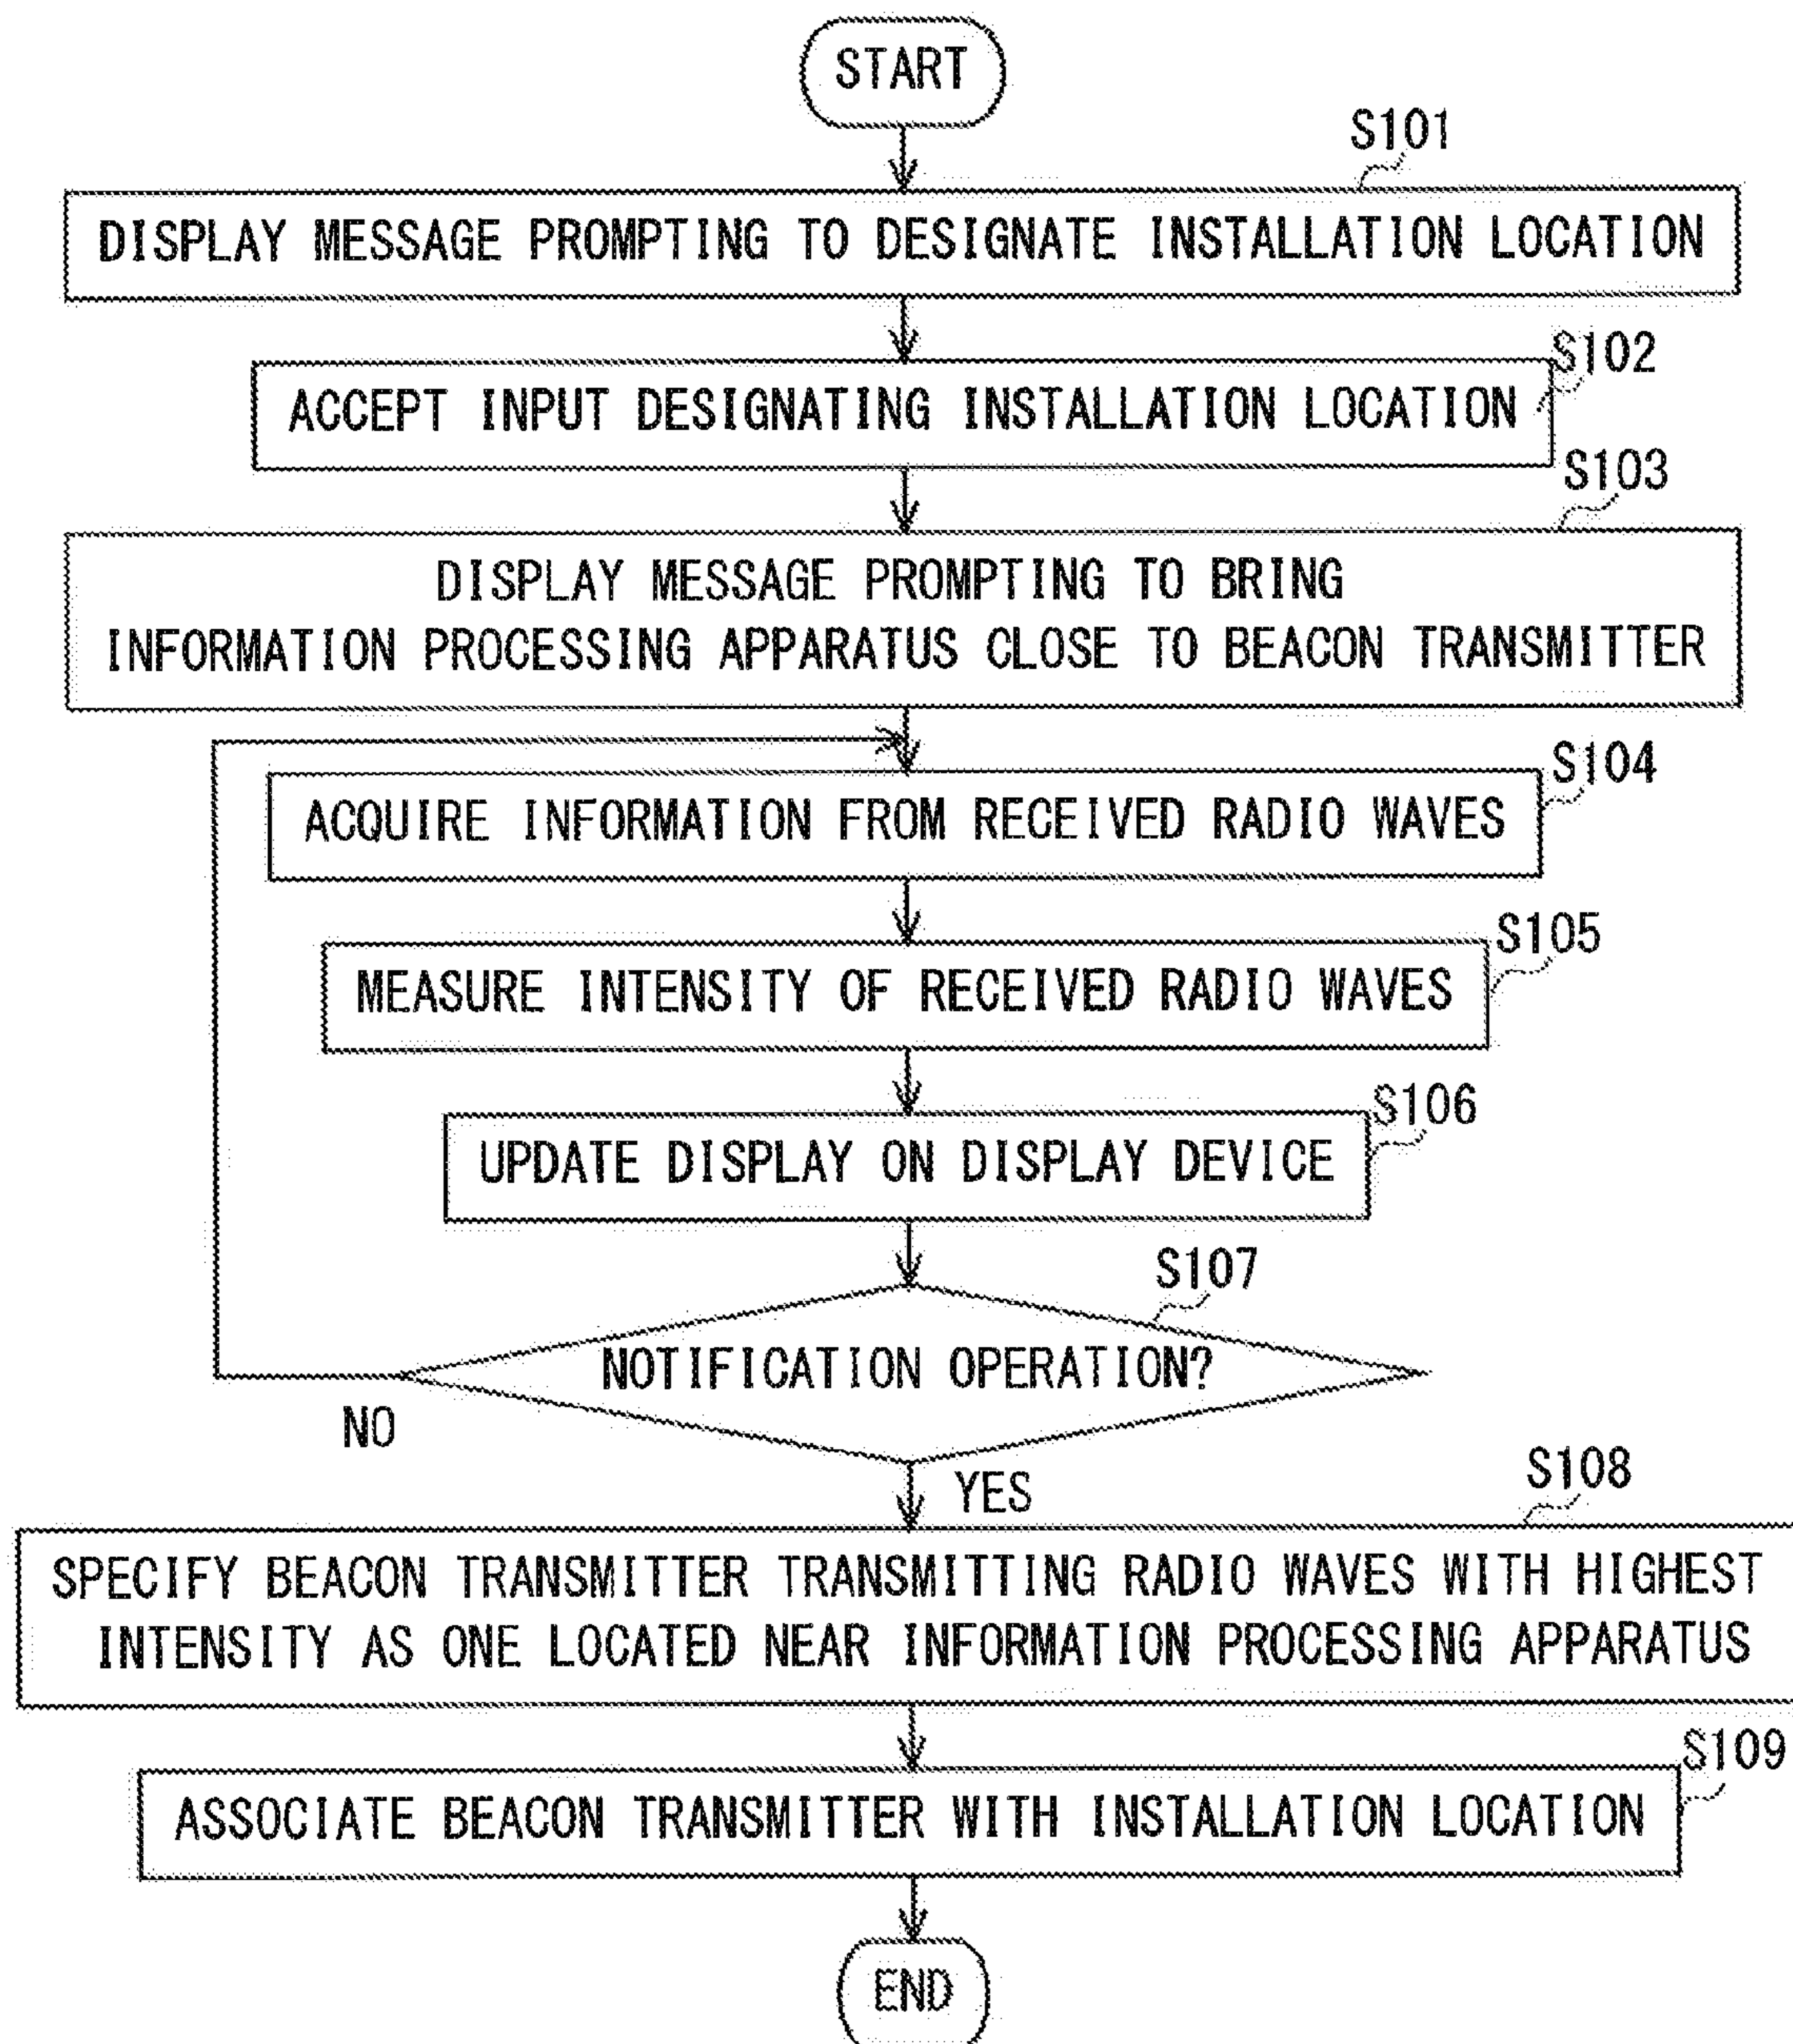 START
S101
DISPLAY MESSAGE PROMPTING TO DESIGNATE INSTALLATION LOCATION
S102
ACCEPT INPUT DESIGNATING INSTALLATION LOCATION
S103
DISPLAY MESSAGE PROMPTING TO BRING
INFORMATION PROCESSING APPARATUS CLOSE TO BEACON TRANSMITTER
S104
ACQUIRE INFORMATION FROM RECEIVED RADIO WAVES
S105
MEASURE INTENSITY OF RECEIVED RADIO WAVES
S106
UPDATE DISPLAY ON DISPLAY DEVICE
S107
NOTIFICATION OPERATION?
NO
YES
S108
SPECIFY BEACON TRANSMITTER TRANSMITTING RADIO WAVES WITH HIGHEST
INTENSITY AS ONE LOCATED NEAR INFORMATION PROCESSING APPARATUS
S109
ASSOCIATE BEACON TRANSMITTER WITH INSTALLATION LOCATION
END